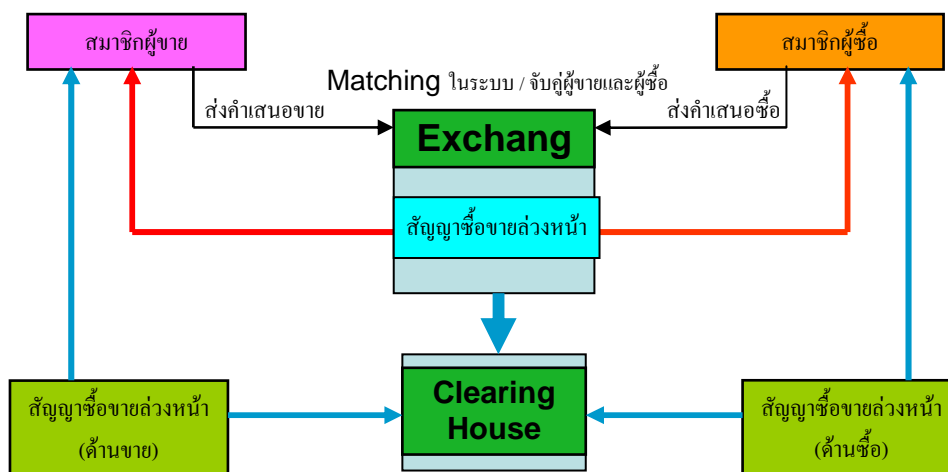 สมาชิกผู้ขาย
สมาชิกผู้ซื้อ
Matching ในระบบ / จับคู่ผู้ขายและผู้ซื้อ
ส่งคำเสนอขาย
ส่งคำเสนอซื้อ
Exchang
สัญญาซื้อขายล่วงหน้า
สัญญาซื้อขายล่วงหน้า
(ด้านขาย)
Clearing
House
สัญญาซื้อขายล่วงหน้า
(ด้านซื้อ)